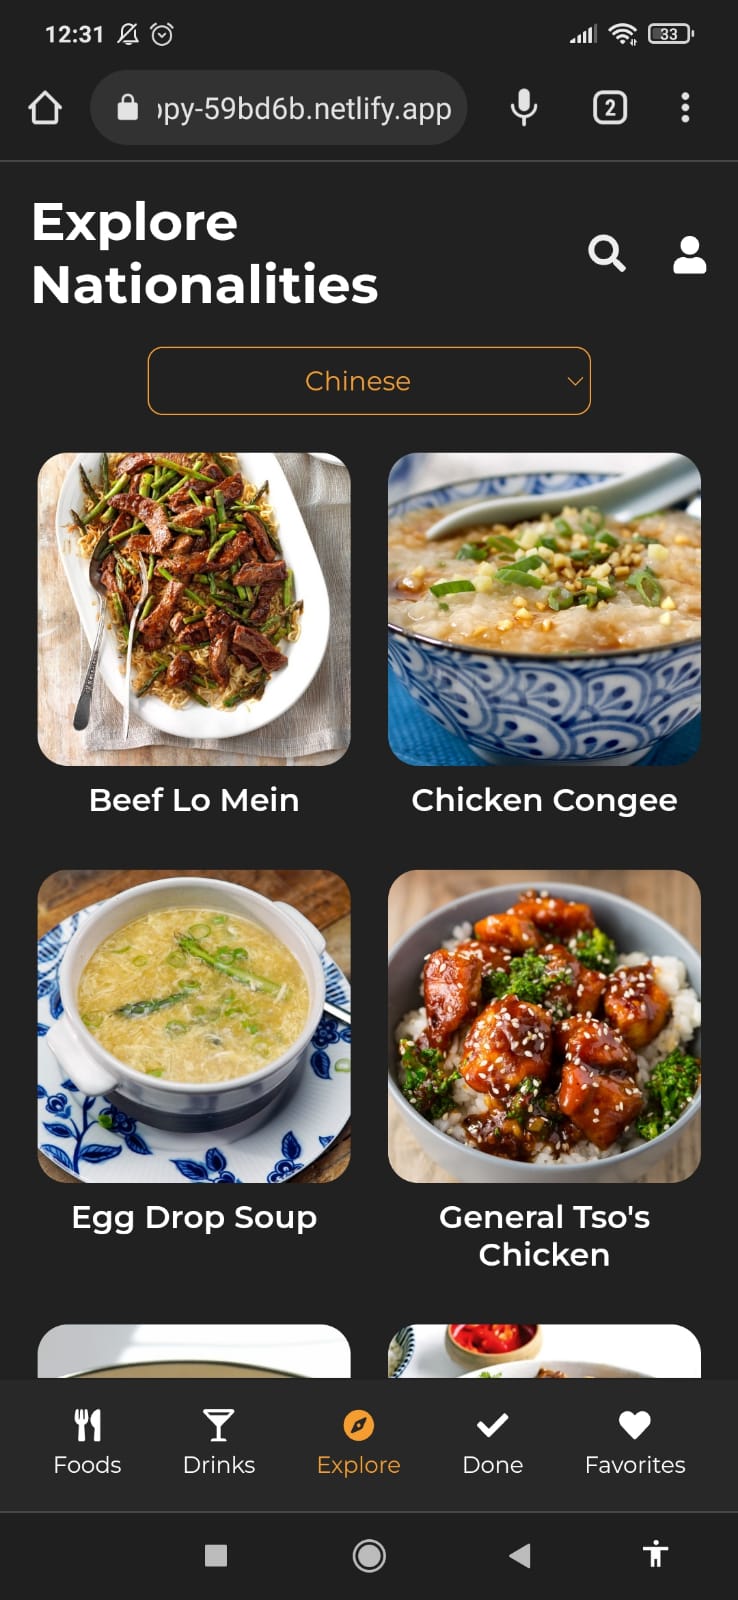 12:31
33
ppy-59bd6b.netlify.app
2
Explore
Nationalities
Chinese
Beef Lo Mein
Chicken Congee
Egg Drop Soup
General Tso's
Chicken
Foods
Drinks
Explore
Done
Favorites